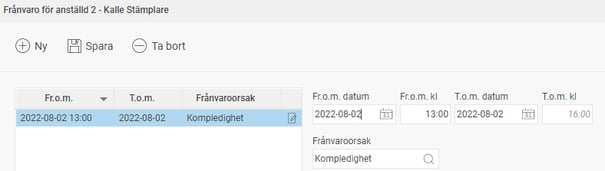 Frånvaro för anställd 2 - Kalle Stämplare
Ny Spara Ta bort
Fr.o.m. T.o.m. Frånvaroorsak
2022-08-02 13:00 2022-08-02 Kompledighet
Fr.o.m. datum Fr.o.m. kl T.o.m. datum T.o.m. kl
2022-08-02 13:00 2022-08-02 16:00
Frånvaroorsak
Kompledighet